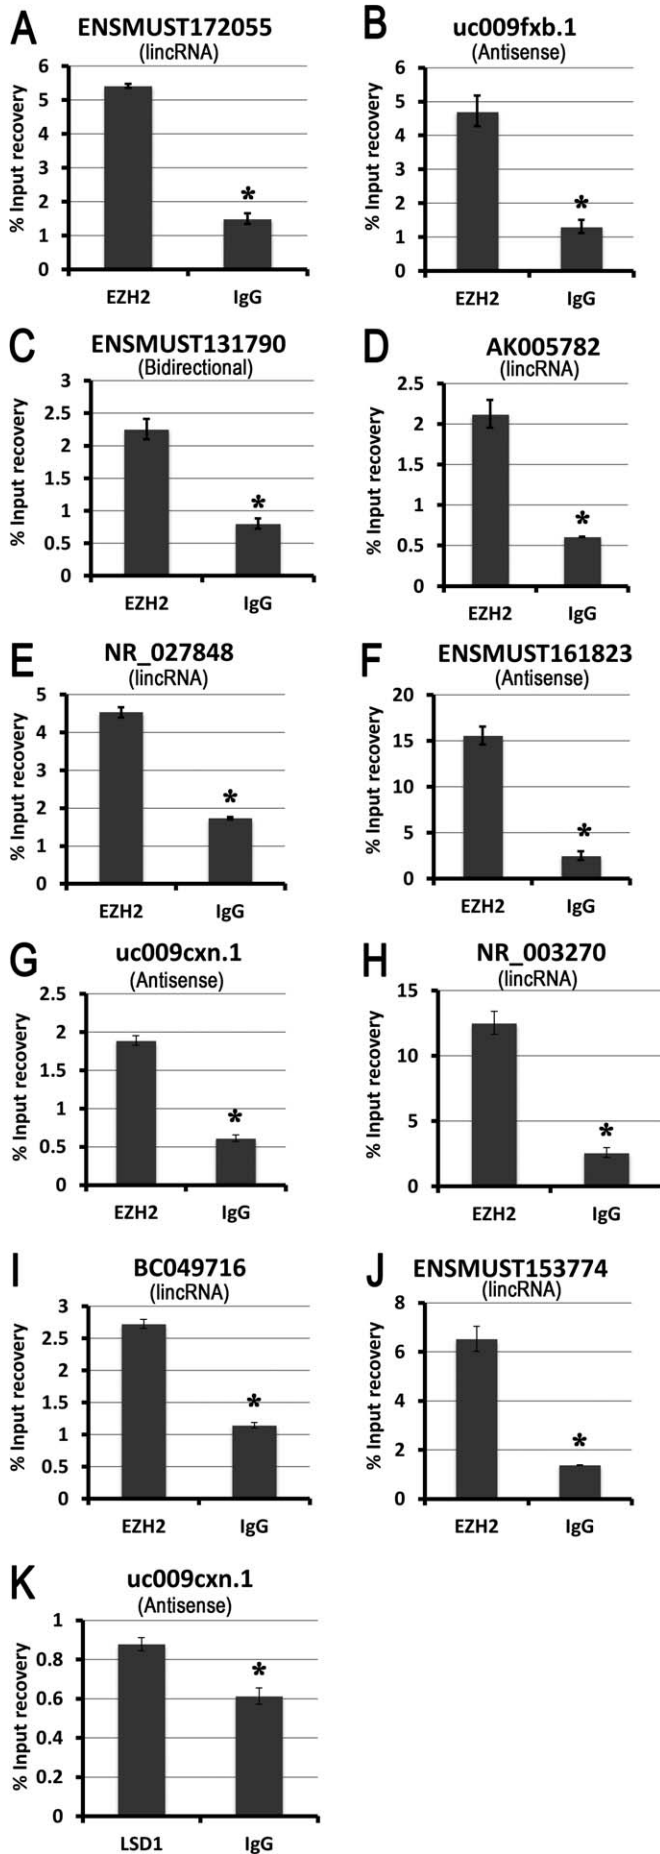 A
ENSMUST172055
(lincRNA)
% Input recovery
6
5
4
3
2
1
0
EZH2 IgG
*
B
uc009fxb.1
(Antisense)
% Input recovery
6
5
4
3
2
1
0
EZH2 IgG
*
C
ENSMUST131790
(Bidirectional)
% Input recovery
3
2.5
2
1.5
1
0.5
0
EZH2 IgG
*
D
AK005782
(lincRNA)
% Input recovery
2.5
2
1.5
1
0.5
0
EZH2 IgG
*
E
NR_027848
(lincRNA)
% Input recovery
5
4
3
2
1
0
EZH2 IgG
*
F
ENSMUST161823
(Antisense)
% Input recovery
20
15
10
5
0
EZH2 IgG
*
G
uc009cxn.1
(Antisense)
% Input recovery
2.5
2
1.5
1
0.5
0
EZH2 IgG
*
H
NR_003270
(lincRNA)
% Input recovery
15
10
5
0
EZH2 IgG
*
I
BC049716
(lincRNA)
% Input recovery
3
2.5
2
1.5
1
0.5
0
EZH2 IgG
*
J
ENSMUST153774
(lincRNA)
% Input recovery
8
6
4
2
0
EZH2 IgG
*
K
uc009cxn.1
(Antisense)
% Input recovery
1
0.8
0.6
0.4
0.2
0
LSD1 IgG
*